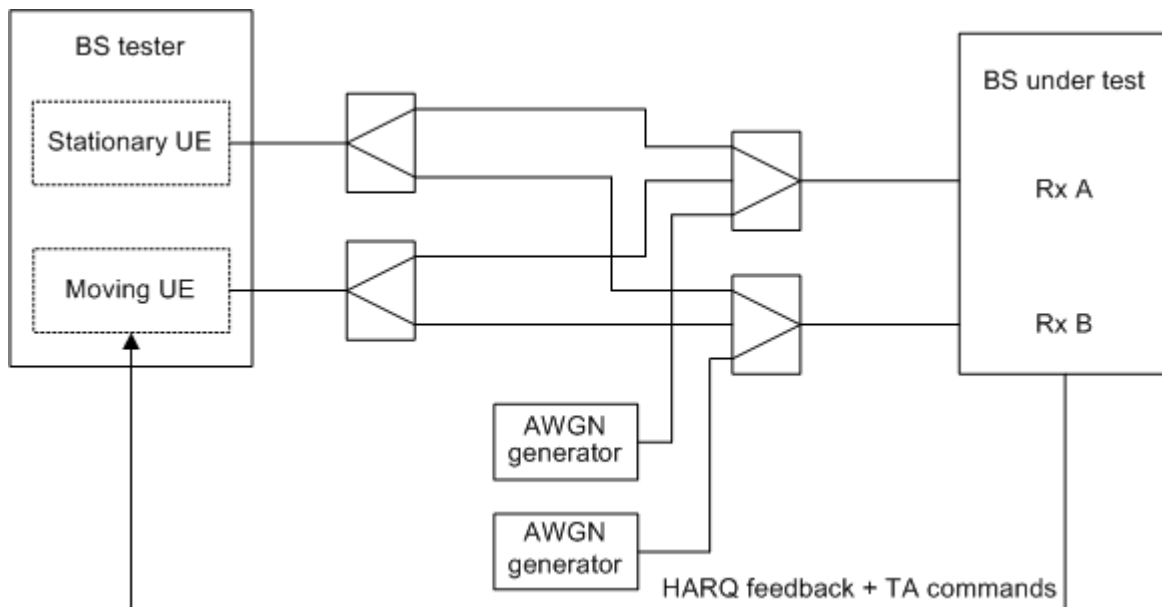 BS tester
Stationary UE
Moving UE
BS under test
Rx A
Rx B
AWGN
generator
AWGN
generator
HARQ feedback + TA commands